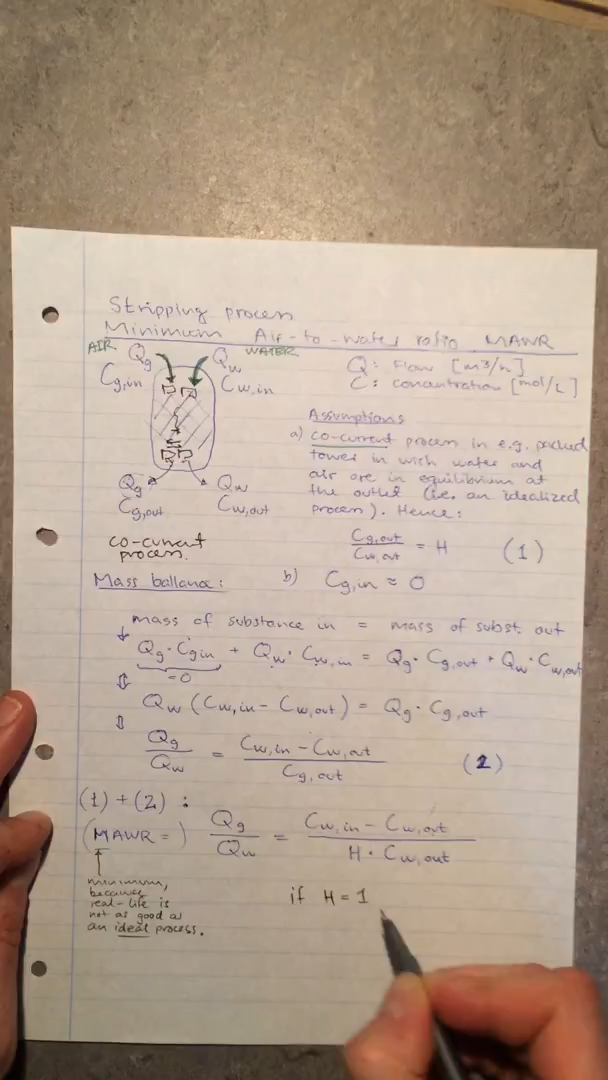 Stripping process
Minimum Air-to-water ratio MAWR
AIR Qg Qw WATER
Cg,in Cw,in
Q: Flow [m3/h]
C: concentration [mol/L]
Assumptions
a) co-current process in e.g. packed
tower in wich water and
air are in equilibrium at
the outlet (i.e. an idealized
process). Hence:
Qg Qw
Cg,out Cw,out
co-current
process.
Cg,out / Cw,out = H (1)
Mass ballance: b) Cg,in ≈ 0
mass of substance in = mass of subst. out
Qg · Cgin + Qw · Cw,in = Qg · Cg,out + Qw · Cw,out
=0
⇕ Qw (Cw,in - Cw,out) = Qg · Cg,out
⇕ Qg / Qw = Cw,in - Cw,out / Cg,out (2)
(1) + (2) :
(MAWR =) Qg / Qw = Cw,in - Cw,out / H · Cw,out
minimum,
because
real-life is
not as good as
an ideal process.
if H = 1